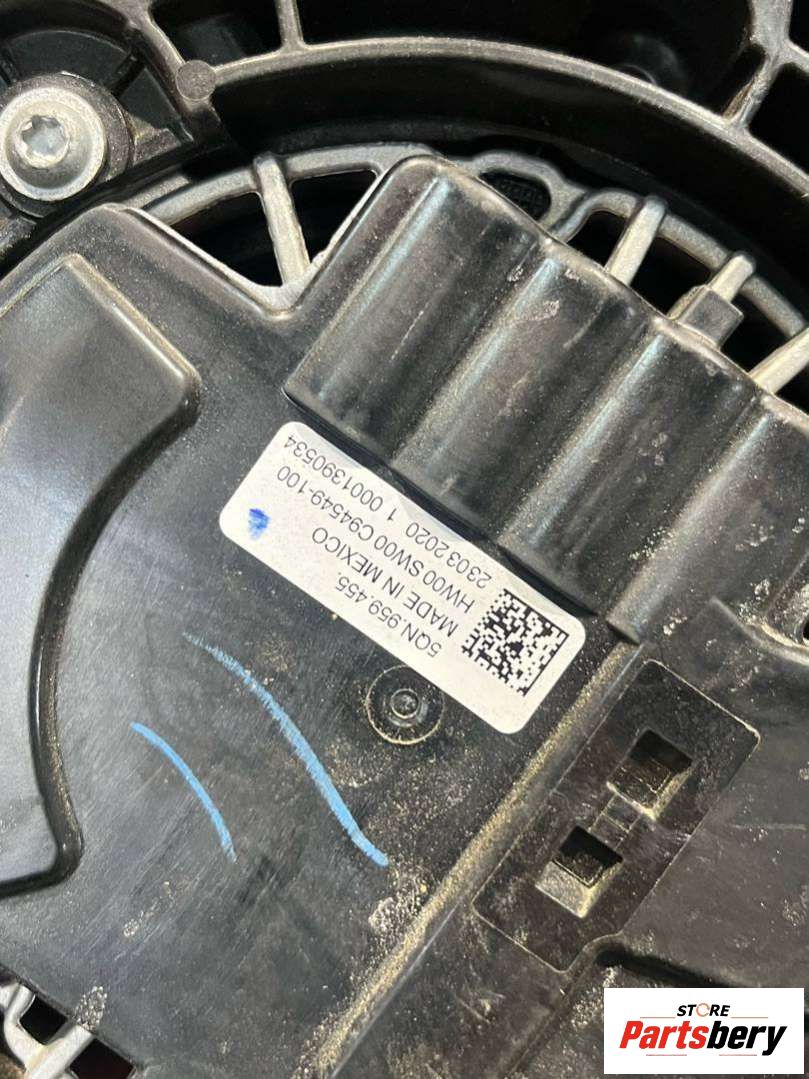 5QN.959.455.
MADE IN MEXICO
HW00 SW00 C94549-100
23.03.2020 1 0001390534
STORE
Partsbery